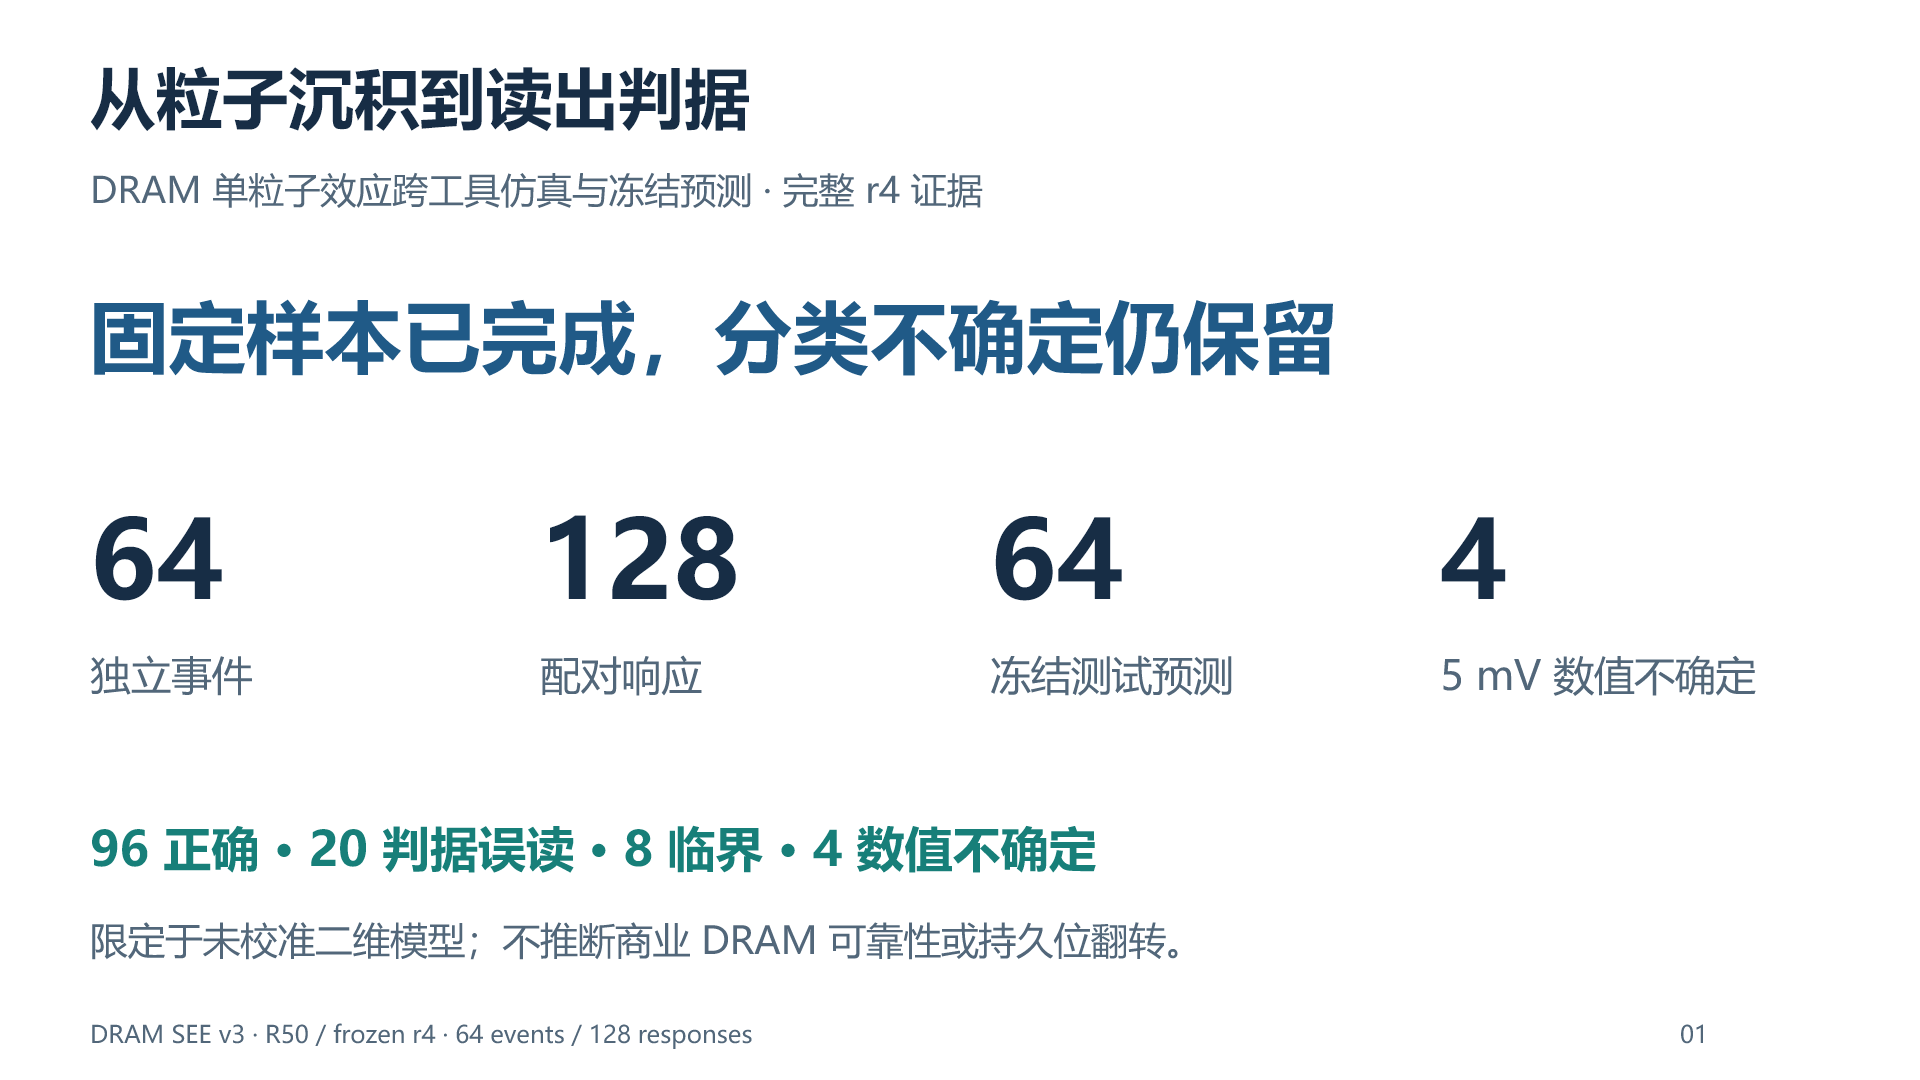 从粒子沉积到读出判据
DRAM 单粒子效应跨工具仿真与冻结预测 · 完整 r4 证据
固定样本已完成，分类不确定仍保留
64 128 64 4
独立事件 配对响应 冻结测试预测 5 mV 数值不确定
96 正确 • 20 判据误读 • 8 临界 • 4 数值不确定
限定于未校准二维模型；不推断商业 DRAM 可靠性或持久位翻转。
DRAM SEE v3 · R50 / frozen r4 · 64 events / 128 responses 01